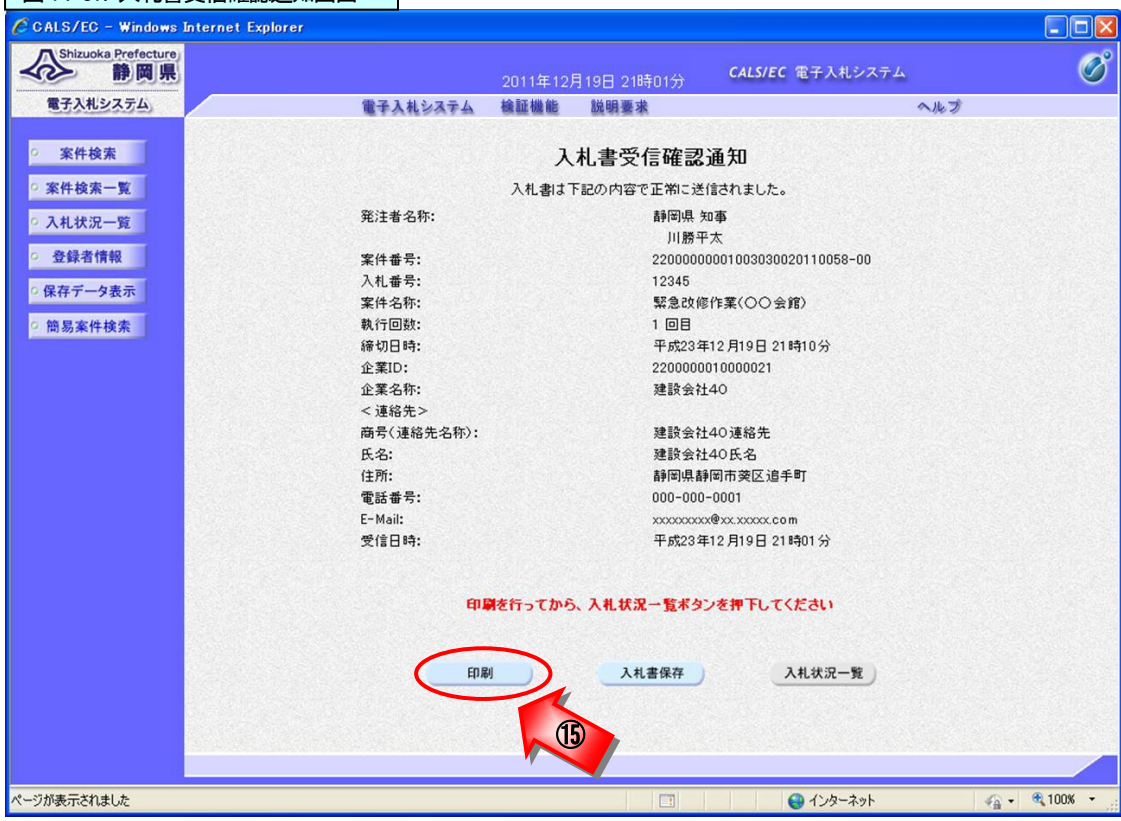 CALS/EC - Windows Internet Explorer
Shizuoka Prefecture
静岡県
2011年12月19日 21時01分
CALS/EC 電子入札システム
電子入札システム
電子入札システム 検証機能 説明要求 ヘルプ
案件検索
案件検索一覧
入札状況一覧
登録者情報
保存データ表示
簡易案件検索
入札書受信確認通知
入札書は下記の内容で正常に送信されました。
発注者名称: 静岡県 知事
川勝平太
案件番号: 22000000001003030020110058-00
入札番号: 12345
案件名称: 緊急改修作業(〇〇会館)
執行回数: 1 回目
締切日時: 平成23年12月19日 21時10分
企業ID: 2200000010000021
企業名称: 建設会社40
<連絡先>
商号(連絡先名称): 建設会社40連絡先
氏名: 建設会社40氏名
住所: 静岡県静岡市葵区追手町
電話番号: 000-000-0001
E-Mail: xxxxxxxxx@xx.xxxxx.com
受信日時: 平成23年12月19日 21時01分
印刷を行ってから、入札状況一覧ボタンを押下してください
印刷 入札書保存 入札状況一覧
⑮
ページが表示されました インターネット 100%